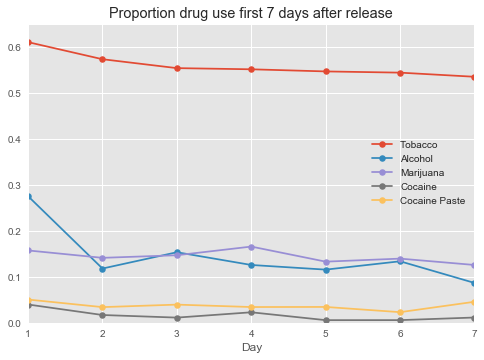 Proportion drug use first 7 days after release
0.6
0.5
0.4
0.3
0.2
0.1
0.0
Tobacco
Alcohol
Marijuana
Cocaine
Cocaine Paste
1 2 3 4 5 6 7
Day